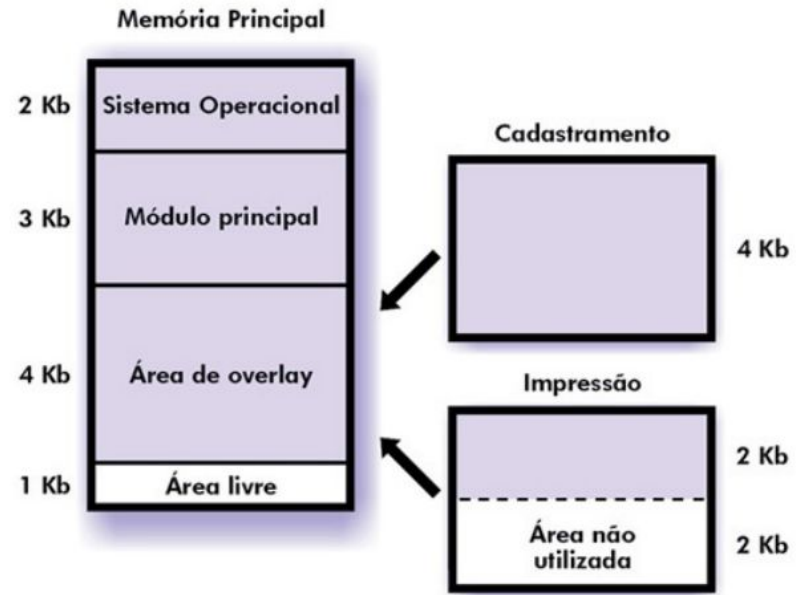 Memória Principal
2 Kb
Sistema Operacional
3 Kb
Módulo principal
4 Kb
Área de overlay
1 Kb
Área livre
Cadastramento
4 Kb
Impressão
2 Kb
Área não
utilizada
2 Kb